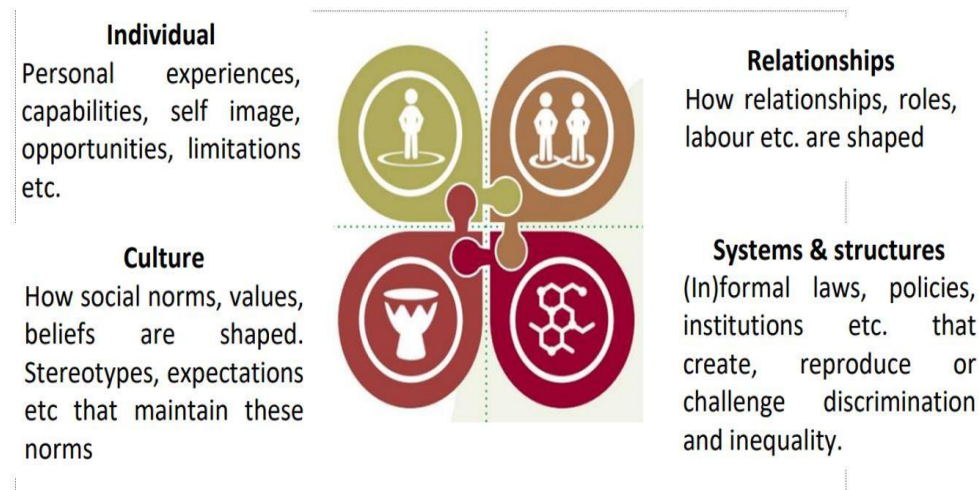 Individual
Personal experiences,
capabilities, self image,
opportunities, limitations
etc.
Relationships
How relationships, roles,
labour etc. are shaped
Culture
How social norms, values,
beliefs are shaped.
Stereotypes, expectations
etc that maintain these
norms
Systems & structures
(In)formal laws, policies,
institutions etc. that
create, reproduce or
challenge discrimination
and inequality.